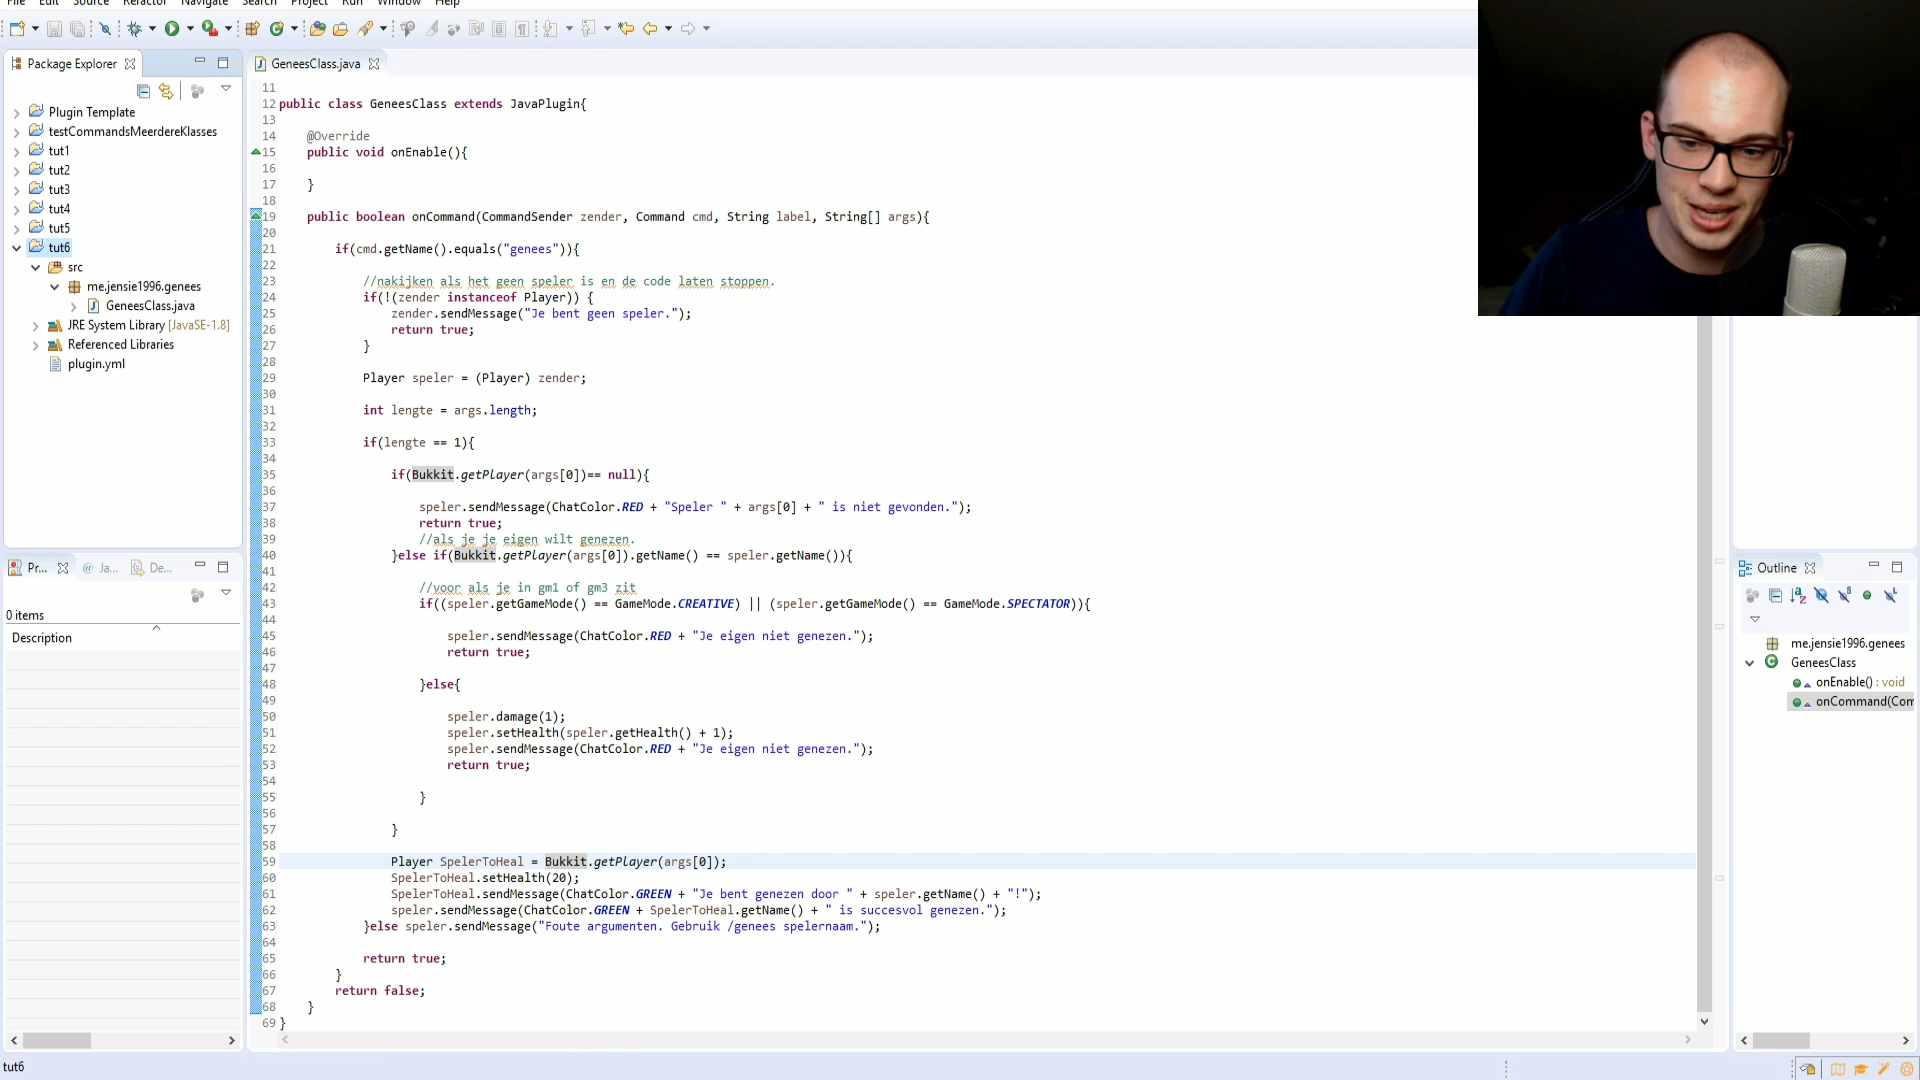 File Edit Source Refactor Navigate Search Project Run Window Help
Package Explorer
Plugin Template
testCommandsMeerdereKlasses
tut1
tut2
tut3
tut4
tut5
tut6
src
me.jensie1996.genees
GeneesClass.java
JRE System Library [JavaSE-1.8]
Referenced Libraries
plugin.yml
Pr... Ja... De...
0 items
Description
GeneesClass.java
11
12 public class GeneesClass extends JavaPlugin{
13
14 @Override
15 public void onEnable(){
16
17 }
18
19 public boolean onCommand(CommandSender zender, Command cmd, String label, String[] args){
20
21 if(cmd.getName().equals("genees")){
22
23 //nakijken als het geen speler is en de code laten stoppen.
24 if(!(zender instanceof Player)) {
25 zender.sendMessage("Je bent geen speler.");
26 return true;
27 }
28
29 Player speler = (Player) zender;
30
31 int lengte = args.length;
32
33 if(lengte == 1){
34
35 if(Bukkit.getPlayer(args[0])== null){
36
37 speler.sendMessage(ChatColor.RED + "Speler " + args[0] + " is niet gevonden.");
38 return true;
39 //als je je eigen wilt genezen.
40 }else if(Bukkit.getPlayer(args[0]).getName() == speler.getName()){
41
42 //voor als je in gm1 of gm3 zit
43 if((speler.getGameMode() == GameMode.CREATIVE) || (speler.getGameMode() == GameMode.SPECTATOR)){
44
45 speler.sendMessage(ChatColor.RED + "Je eigen niet genezen.");
46 return true;
47
48 }else{
49
50 speler.damage(1);
51 speler.setHealth(speler.getHealth() + 1);
52 speler.sendMessage(ChatColor.RED + "Je eigen niet genezen.");
53 return true;
54
55 }
56
57 }
58
59 Player SpelerToHeal = Bukkit.getPlayer(args[0]);
60 SpelerToHeal.setHealth(20);
61 SpelerToHeal.sendMessage(ChatColor.GREEN + "Je bent genezen door " + speler.getName() + "!");
62 speler.sendMessage(ChatColor.GREEN + SpelerToHeal.getName() + " is succesvol genezen.");
63 }else speler.sendMessage("Foute argumenten. Gebruik /genees spelernaam.");
64
65 return true;
66 }
67 return false;
68 }
69 }
Outline
me.jensie1996.genees
GeneesClass
onEnable() : void
onCommand(Com
tut6